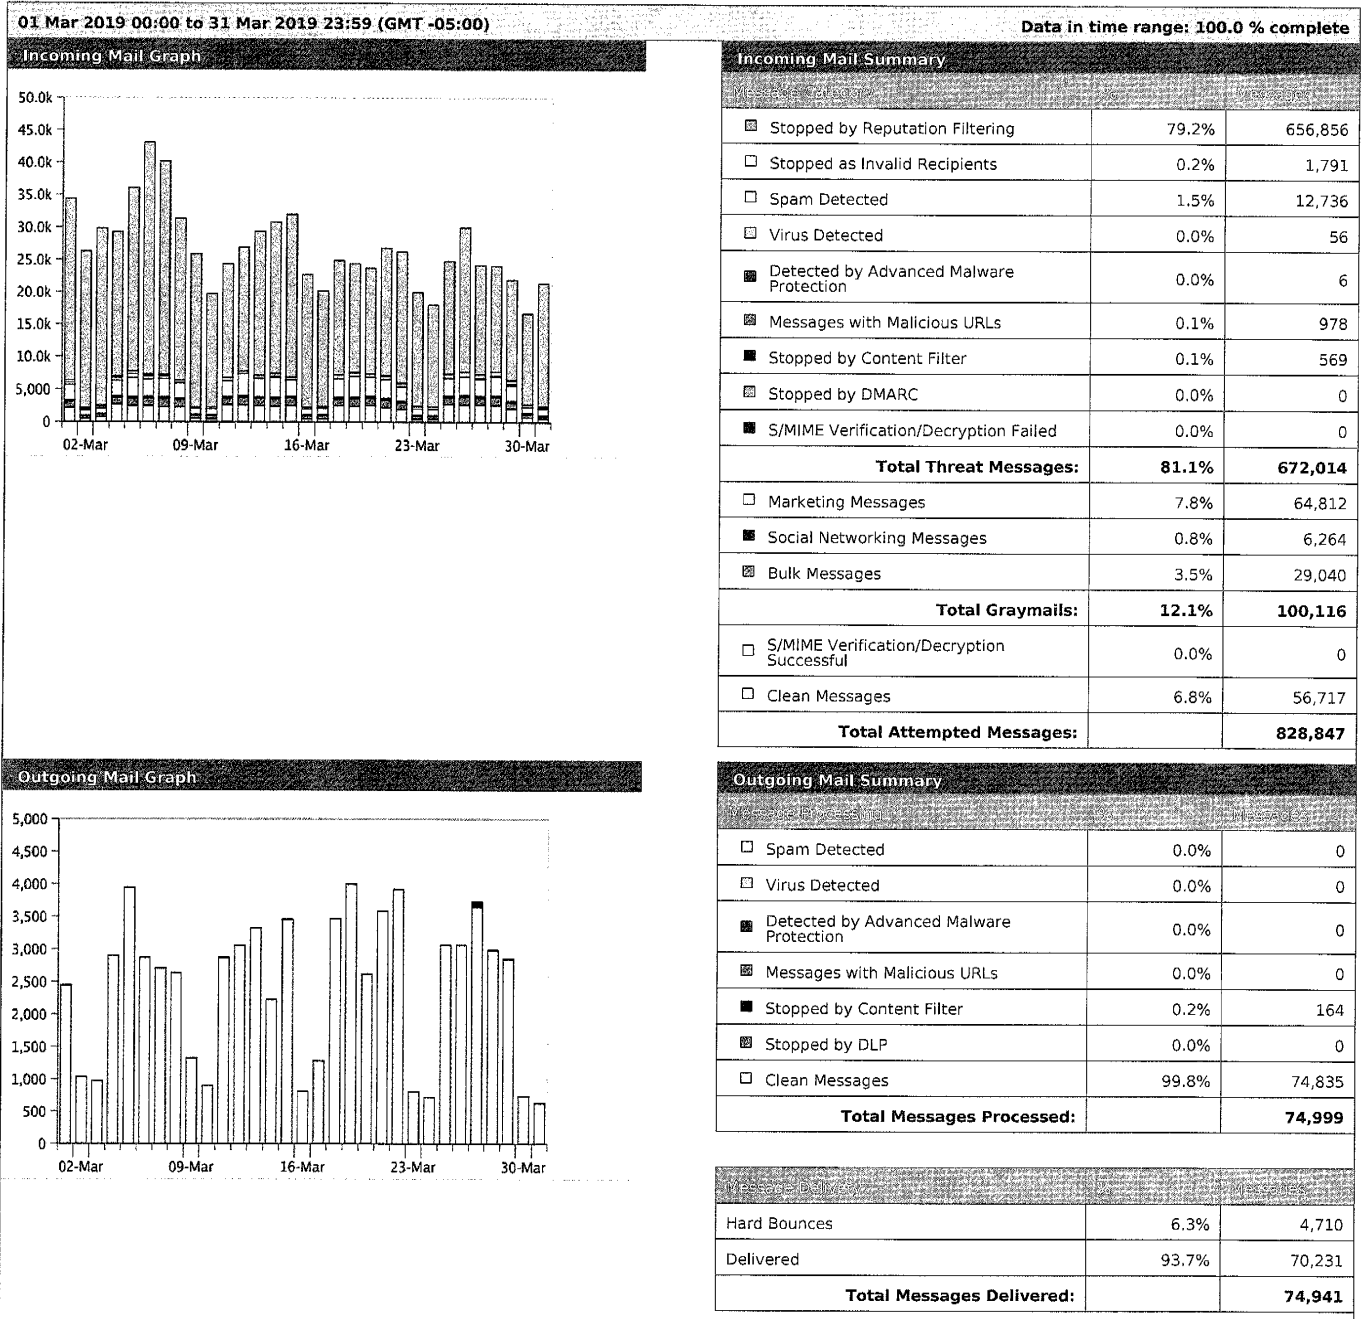 01 Mar 2019 00:00 to 31 Mar 2019 23:59 (GMT -05:00)
Data in time range: 100.0 % complete
Incoming Mail Graph
50.0k
45.0k
40.0k
35.0k
30.0k
25.0k
20.0k
15.0k
10.0k
5,000
0
02-Mar 09-Mar 16-Mar 23-Mar 30-Mar
Incoming Mail Summary
Message Category % Messages
Stopped by Reputation Filtering 79.2% 656,856
Stopped as Invalid Recipients 0.2% 1,791
Spam Detected 1.5% 12,736
Virus Detected 0.0% 56
Detected by Advanced Malware
Protection 0.0% 6
Messages with Malicious URLs 0.1% 978
Stopped by Content Filter 0.1% 569
Stopped by DMARC 0.0% 0
S/MIME Verification/Decryption Failed 0.0% 0
Total Threat Messages: 81.1% 672,014
Marketing Messages 7.8% 64,812
Social Networking Messages 0.8% 6,264
Bulk Messages 3.5% 29,040
Total Graymails: 12.1% 100,116
S/MIME Verification/Decryption
Successful 0.0% 0
Clean Messages 6.8% 56,717
Total Attempted Messages: 828,847
Outgoing Mail Graph
5,000
4,500
4,000
3,500
3,000
2,500
2,000
1,500
1,000
500
0
02-Mar 09-Mar 16-Mar 23-Mar 30-Mar
Outgoing Mail Summary
Message Processing % Messages
Spam Detected 0.0% 0
Virus Detected 0.0% 0
Detected by Advanced Malware
Protection 0.0% 0
Messages with Malicious URLs 0.0% 0
Stopped by Content Filter 0.2% 164
Stopped by DLP 0.0% 0
Clean Messages 99.8% 74,835
Total Messages Processed: 74,999
Message Delivery % Messages
Hard Bounces 6.3% 4,710
Delivered 93.7% 70,231
Total Messages Delivered: 74,941